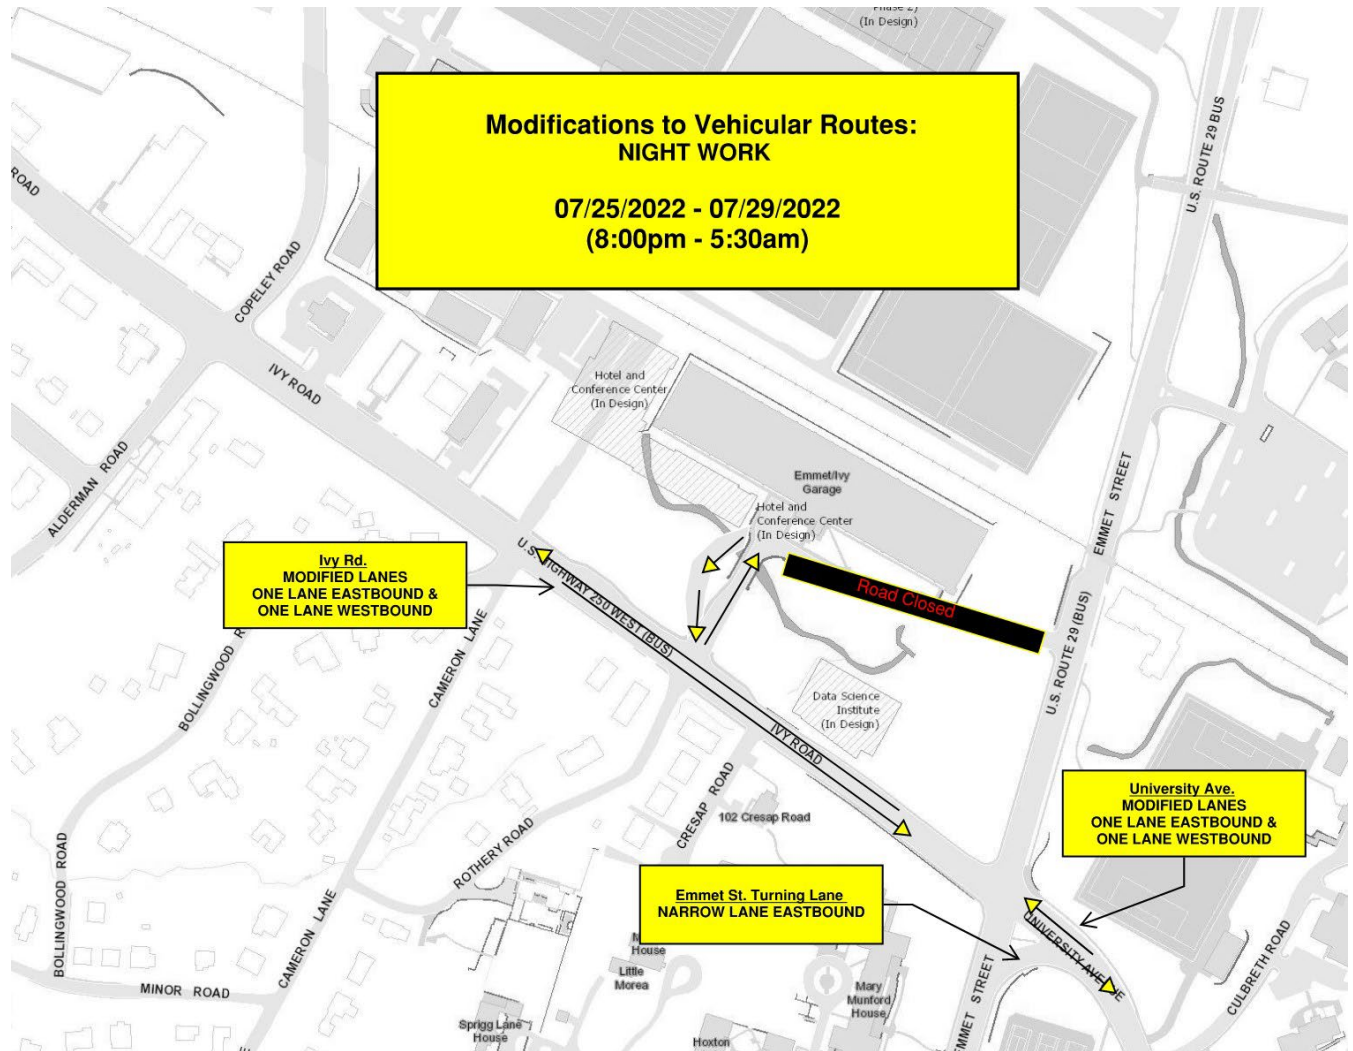 Phase 2)
(In Design)
Modifications to Vehicular Routes:
NIGHT WORK
07/25/2022 - 07/29/2022
(8:00pm - 5:30am)
ROAD
COPELEY ROAD
U.S. ROUTE 29 BUS
IVY ROAD
Hotel and
Conference Center
(In Design)
ALDERMAN ROAD
Emmet/Ivy
Garage
EMMET STREET
Hotel and
Conference Center
(In Design)
Ivy Rd.
MODIFIED LANES
ONE LANE EASTBOUND &
ONE LANE WESTBOUND
U.S. HIGHWAY 250 WEST (BUS)
Road Closed
U.S. ROUTE 29 (BUS)
BOLLINGWOOD R
CAMERON LANE
Data Science
Institute
(In Design)
IVY ROAD
University Ave.
MODIFIED LANES
ONE LANE EASTBOUND &
ONE LANE WESTBOUND
CRESAP ROAD
102 Cresap Road
ROTHERY ROAD
Emmet St. Turning Lane
NARROW LANE EASTBOUND
BOLLINGWOOD ROAD
CAMERON LANE
UNIVERSITY AVENUE
House
Little
Morea
CULBRETH ROAD
MINOR ROAD
Mary
Munford
House
EMMET STREET
Sprigg Lane
House
Hoxton